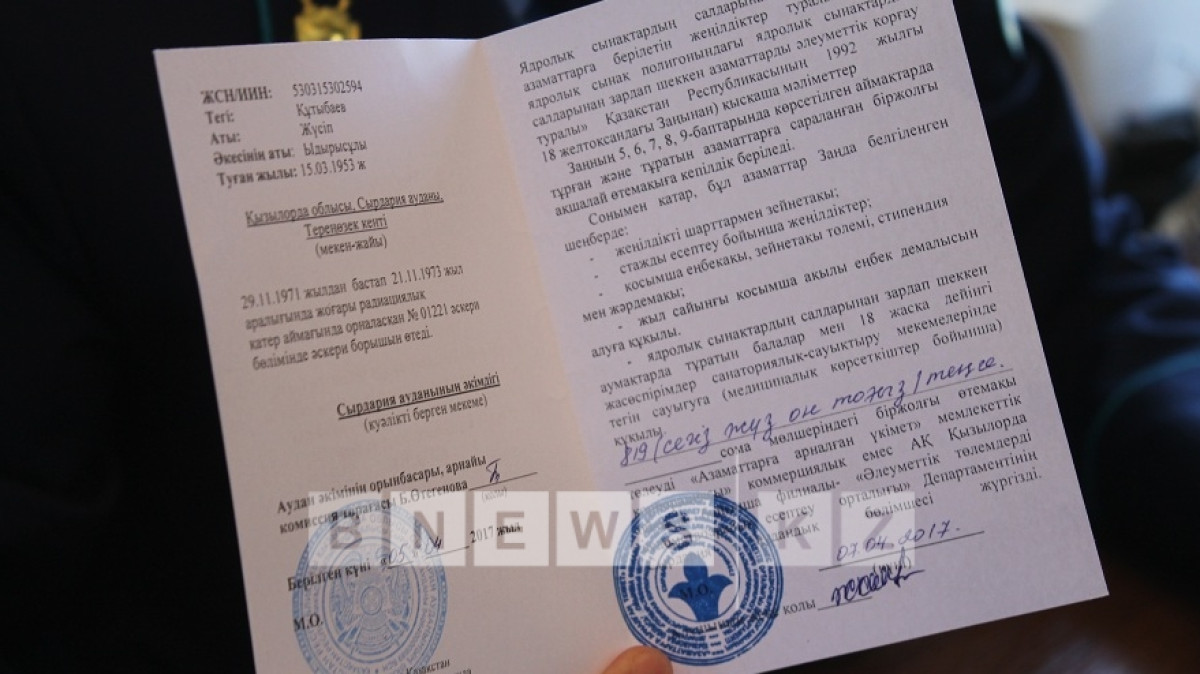 ЖСН/ИИН: 530315302594
Тегі: Құтыбаев
Аты: Жүсіп
Әкесінің аты: Ыдырысұлы
Туған жылы: 15.03.1953 ж
Қызылорда облысы, Сырдария ауданы,
Тереңөзек кенті
(мекен-жайы)
29.11.1971 жылдан бастап 21.11.1973 жыл
аралығында жоғары радиациялық
қатер аймағында орналасқан № 01221 әскери
бөлімінде әскери борышын өтеді.
Сырдария ауданының әкімдігі
(куәлікті берген мекеме)
Аудан әкімінің орынбасары, арнайы
комиссия төрағасы Б.Өтегенова
(қолы)
Берілген күні «05» 04 2017 жыл
М.О.
Ядролық сынақтардың салдарынан
азаматтарға берілетін жеңілдіктер
ядролық сынақ полигонындағы ядролық сынақтардың
салдарынан зардап шеккен азаматтарды әлеуметтік қорғау
туралы» Қазақстан Республикасының 1992 жылғы
18 желтоқсандағы Заңынан) қысқаша мәліметтер
Заңның 5, 6, 7, 8, 9-баптарында көрсетілген аймақтарда
тұрған және тұратын азаматтарға сараланған біржолғы
ақшалай өтемақыға кепілдік беріледі.
Сонымен қатар, бұл азаматтар Заңда белгіленген
шеңберде:
- жеңілдікті шарттармен зейнетақы;
- стажды есептеу бойынша жеңілдіктер;
- қосымша еңбекақы, зейнетақы төлемі, стипендия
мен жәрдемақы;
- жыл сайынғы қосымша ақылы еңбек демалысын
алуға құқылы.
- ядролық сынақтардың салдарынан зардап шеккен
аумақтарда тұратын балалар мен 18 жасқа дейінгі
жасөспірімдер санаториялық-сауықтыру мекемелерінде
тегін сауығуға (медициналық көрсеткіштер бойынша)
құқылы.
819 (сегіз жүз он тоғыз) теңге.
сома мөлшеріндегі біржолғы өтемақы
төлеуді «Азаматтарға арналған үкімет» мемлекеттік
коммерциялық емес АҚ Қызылорда
филиалы- «Әлеуметтік төлемдерді
есептеу орталығы» Департаментінің
бөлімшесі жүргізді.
07.04.2017.
М.О.
қолы
BNEWS.KZ